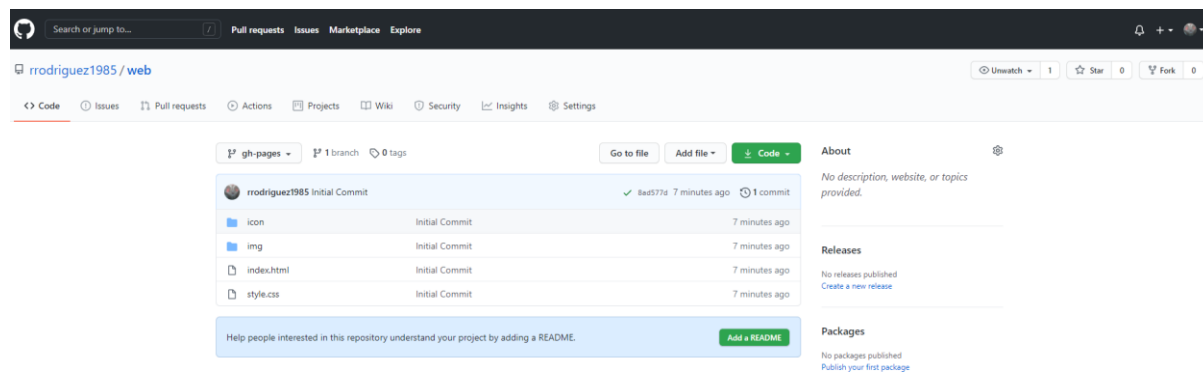 Search or jump to... / Pull requests Issues Marketplace Explore
rrodriguez1985 / web Unwatch 1 Star 0 Fork 0
<> Code Issues Pull requests Actions Projects Wiki Security Insights Settings
gh-pages 1 branch 0 tags Go to file Add file Code
About
No description, website, or topics
provided.
rrodriguez1985 Initial Commit 8ad577d 7 minutes ago 1 commit
icon Initial Commit 7 minutes ago
img Initial Commit 7 minutes ago
index.html Initial Commit 7 minutes ago
style.css Initial Commit 7 minutes ago
Help people interested in this repository understand your project by adding a README. Add a README
Releases
No releases published
Create a new release
Packages
No packages published
Publish your first package